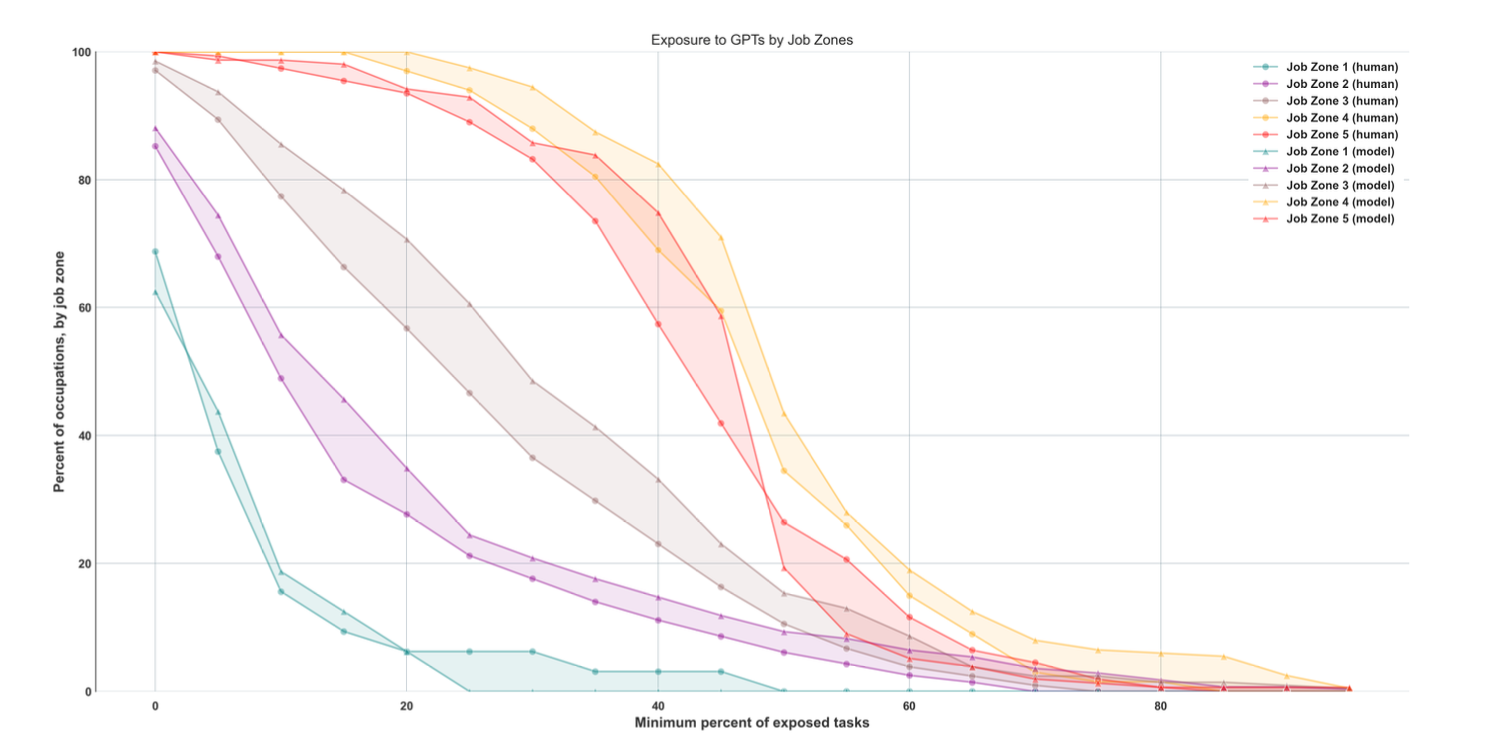 Exposure to GPTs by Job Zones
100
80
60
40
20
0
Percent of occupations, by job zone
Job Zone 1 (human)
Job Zone 2 (human)
Job Zone 3 (human)
Job Zone 4 (human)
Job Zone 5 (human)
Job Zone 1 (model)
Job Zone 2 (model)
Job Zone 3 (model)
Job Zone 4 (model)
Job Zone 5 (model)
0 20 40 60 80
Minimum percent of exposed tasks